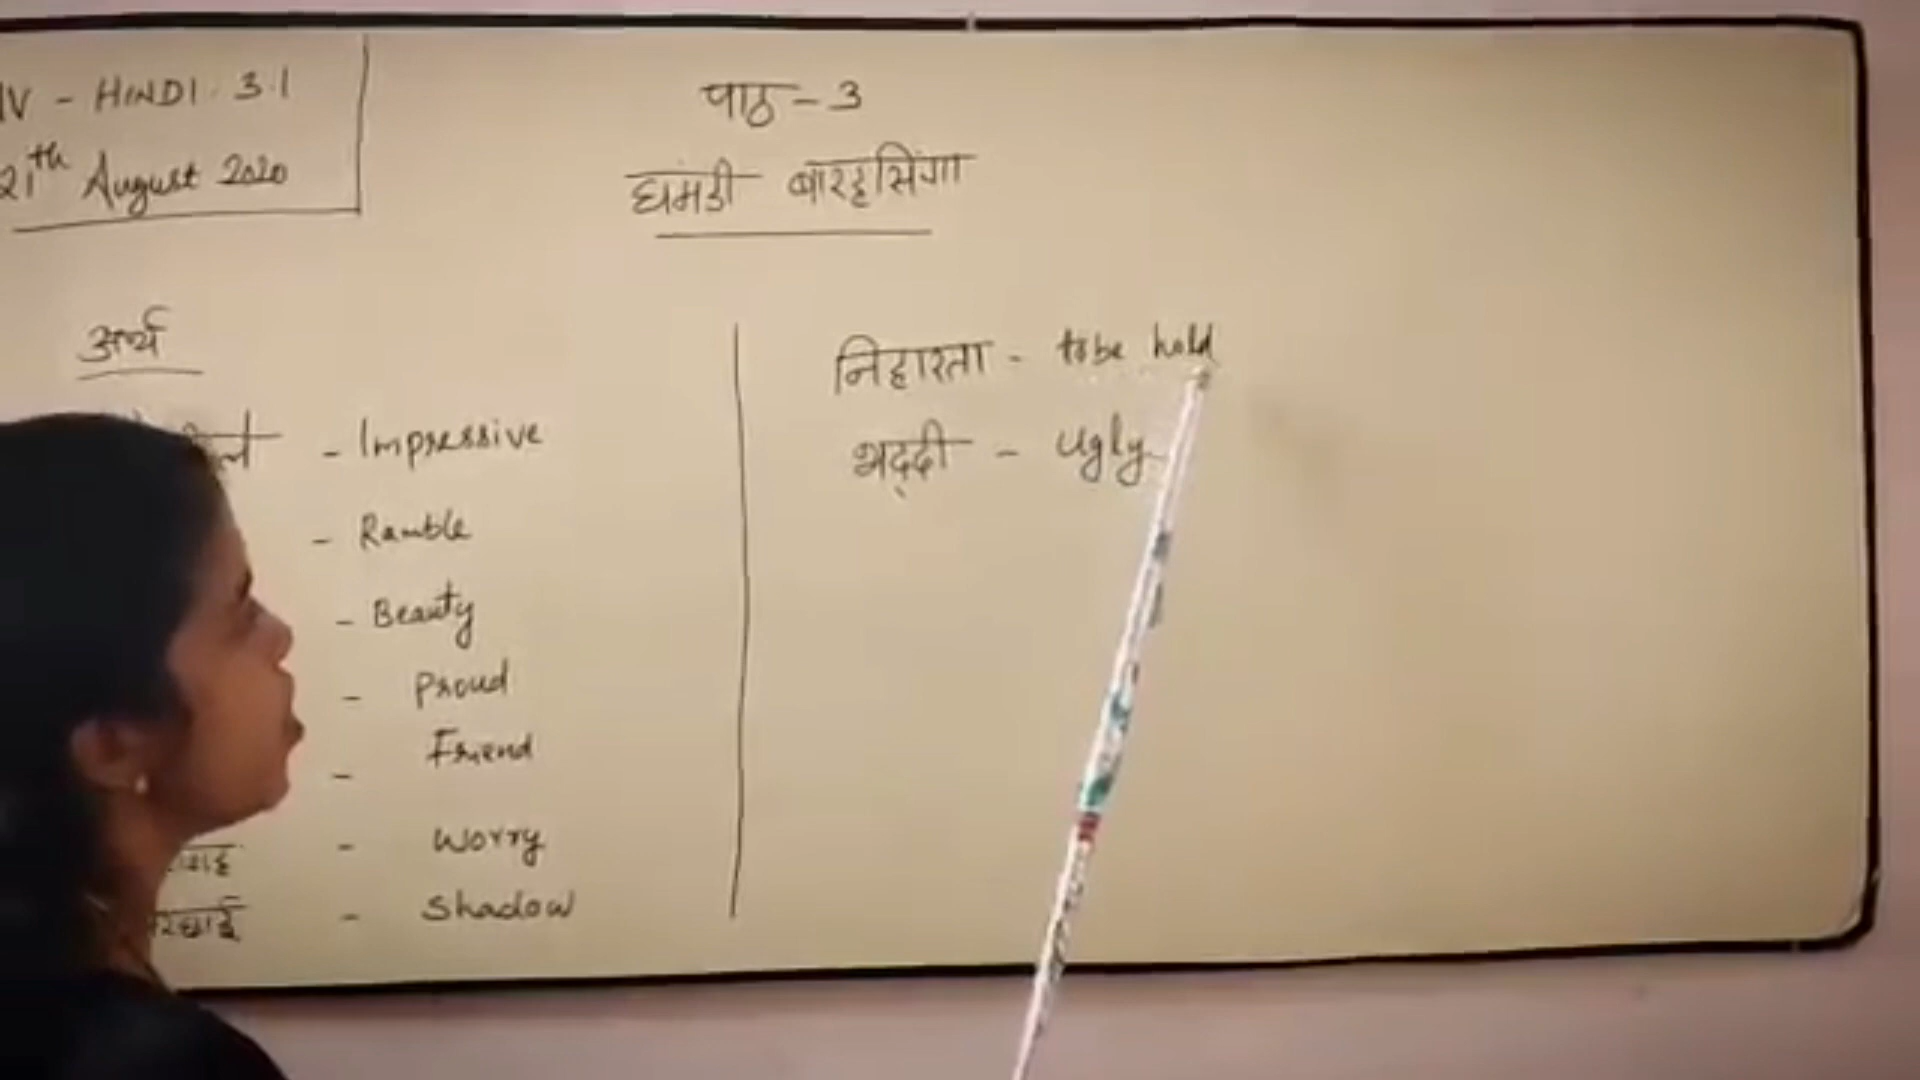 IV - HINDI - 3.1
21th August 2020
पाठ - 3
घमंडी बारहसिंगा
अर्थ
- Impressive
- Ramble
- Beauty
- Proud
- Friend
- Worry
- Shadow
निहारता - to be hold
भद्दी - ugly